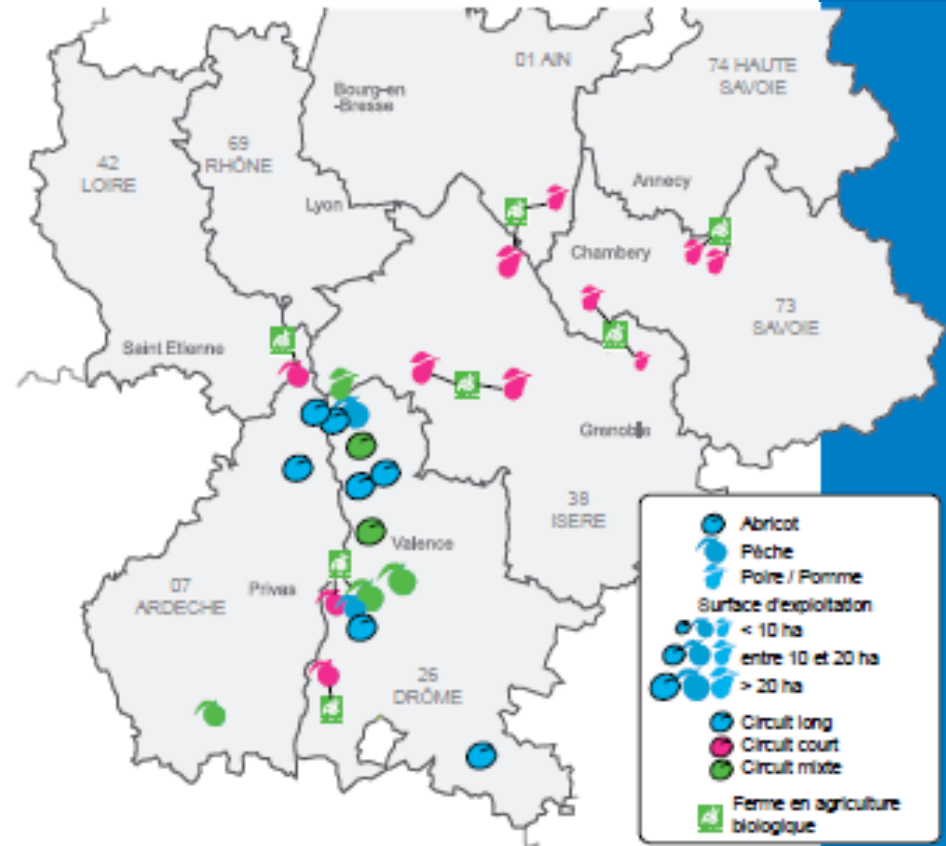 01 AIN
74 HAUTE
SAVOIE
Bourg-en
-Bresse
69
RHÔNE
42
LOIRE
Annecy
Lyon
Chambery
73
SAVOIE
Saint Etienne
Grenoble
38
ISERE
Valence
07
ARDECHE
Privas
26
DRÔME
Abricot
Pêche
Poire / Pomme
Surface d'exploitation
< 10 ha
entre 10 et 20 ha
> 20 ha
Circuit long
Circuit court
Circuit mixte
Ferme en agriculture
biologique